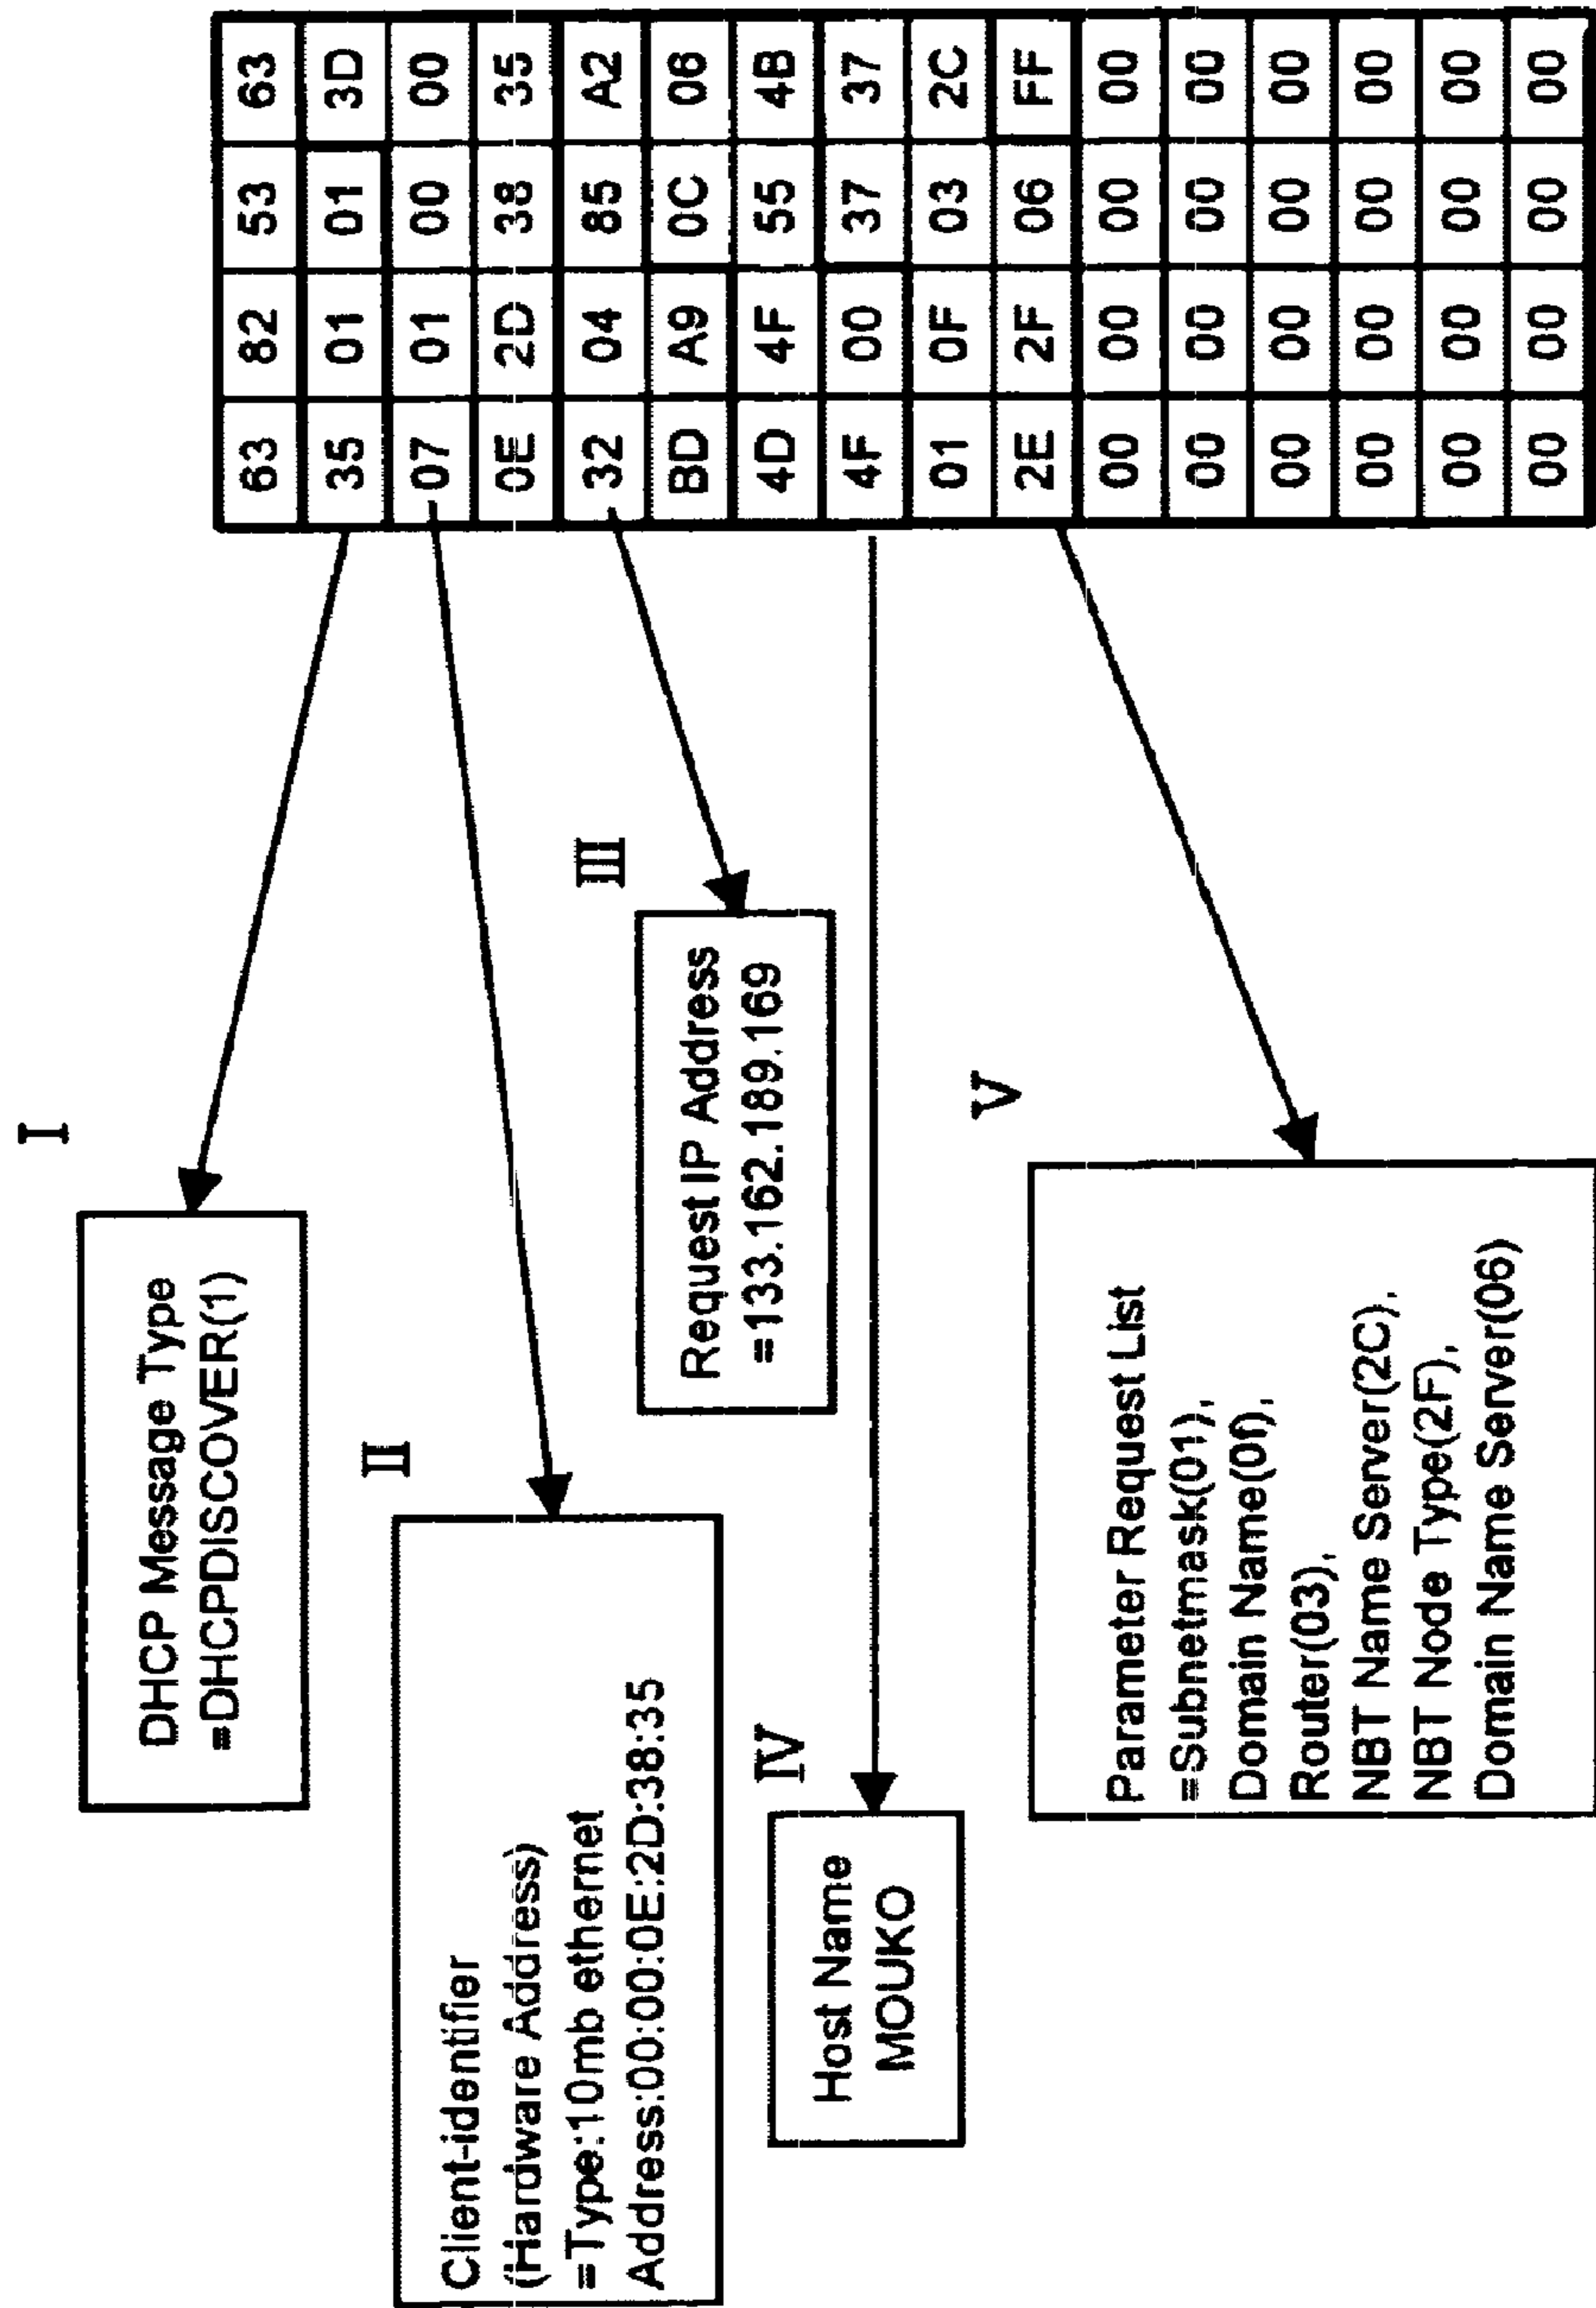 I
DHCP Message Type
=DHCPDISCOVER(1)
II
Client-identifier
(Hardware Address)
=Type:10mb ethernet
Address:00:00:0E:2D:38:35
III
Request IP Address
=133.162.189.169
IV
Host Name
MOUKO
V
Parameter Request List
=Subnetmask(01),
Domain Name(0f),
Router(03),
NBT Name Server(2C),
NBT Node Type(2F),
Domain Name Server(06)
63 82 53 63
35 01 01 3D
07 01 00 00
0E 2D 38 35
32 04 85 A2
BD A9 0C 06
4D 4F 55 4B
4F 00 37 37
01 0F 03 2C
2E 2F 06 FF
00 00 00 00
00 00 00 00
00 00 00 00
00 00 00 00
00 00 00 00
00 00 00 00